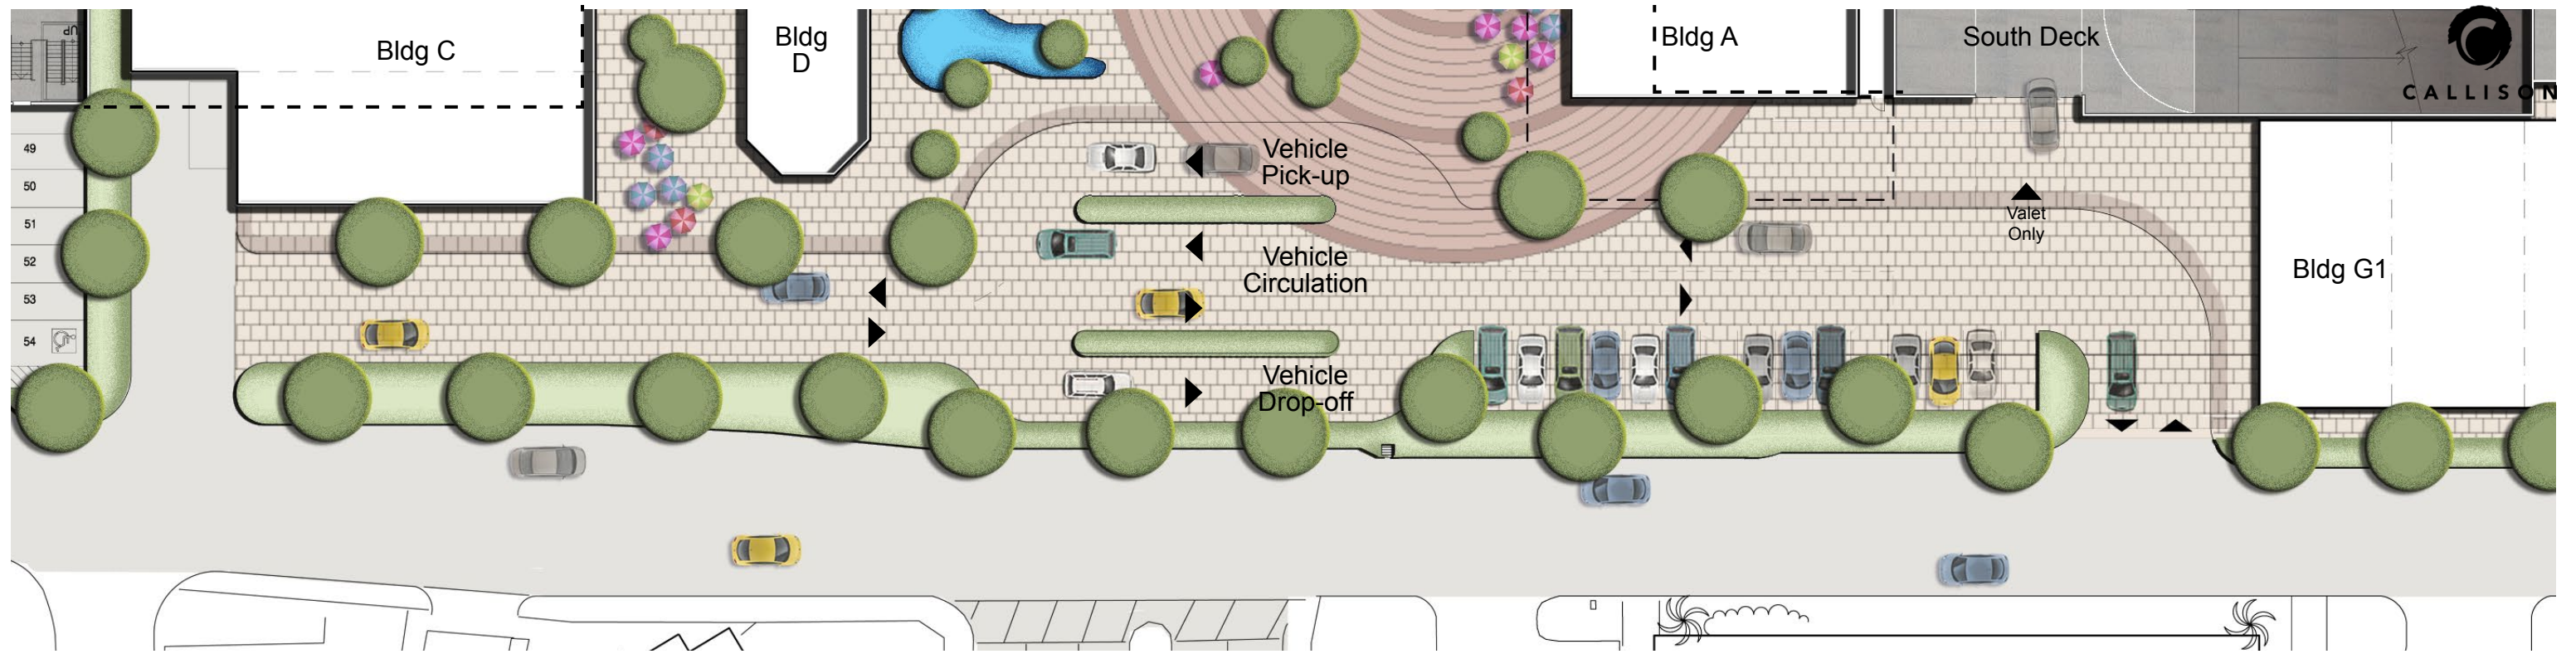 UP
Bldg C
Bldg
D
Bldg A
South Deck
CALLISON
49
50
51
52
53
54
Vehicle
Pick-up
Vehicle
Circulation
Vehicle
Drop-off
Valet
Only
Bldg G1